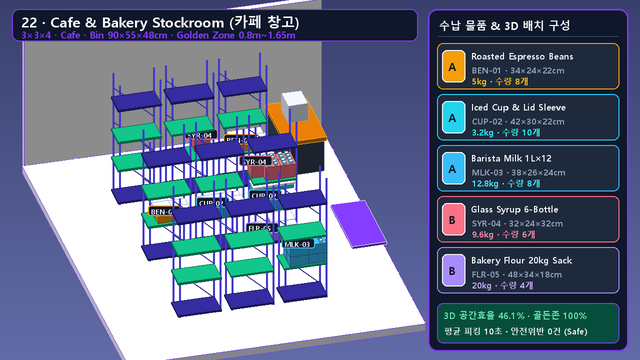 22 · Cafe & Bakery Stockroom (카페 창고)
3×3×4 · Cafe · Bin 90×55×48cm · Golden Zone 0.8m~1.65m
SYR-04
SYR-04
CUP-02
MLK-03
수납 물품 & 3D 배치 구성
A
Roasted Espresso Beans
BEN-01 · 34×24×22cm
5kg · 수량 8개
A
Iced Cup & Lid Sleeve
CUP-02 · 42×30×22cm
3.2kg · 수량 10개
A
Barista Milk 1L×12
MLK-03 · 38×26×24cm
12.8kg · 수량 8개
B
Glass Syrup 6-Bottle
SYR-04 · 32×24×32cm
9.6kg · 수량 6개
B
Bakery Flour 20kg Sack
FLR-05 · 48×34×18cm
20kg · 수량 4개
3D 공간효율 46.1% · 골든존 100%
평균 피킹 10초 · 안전위반 0건 (Safe)